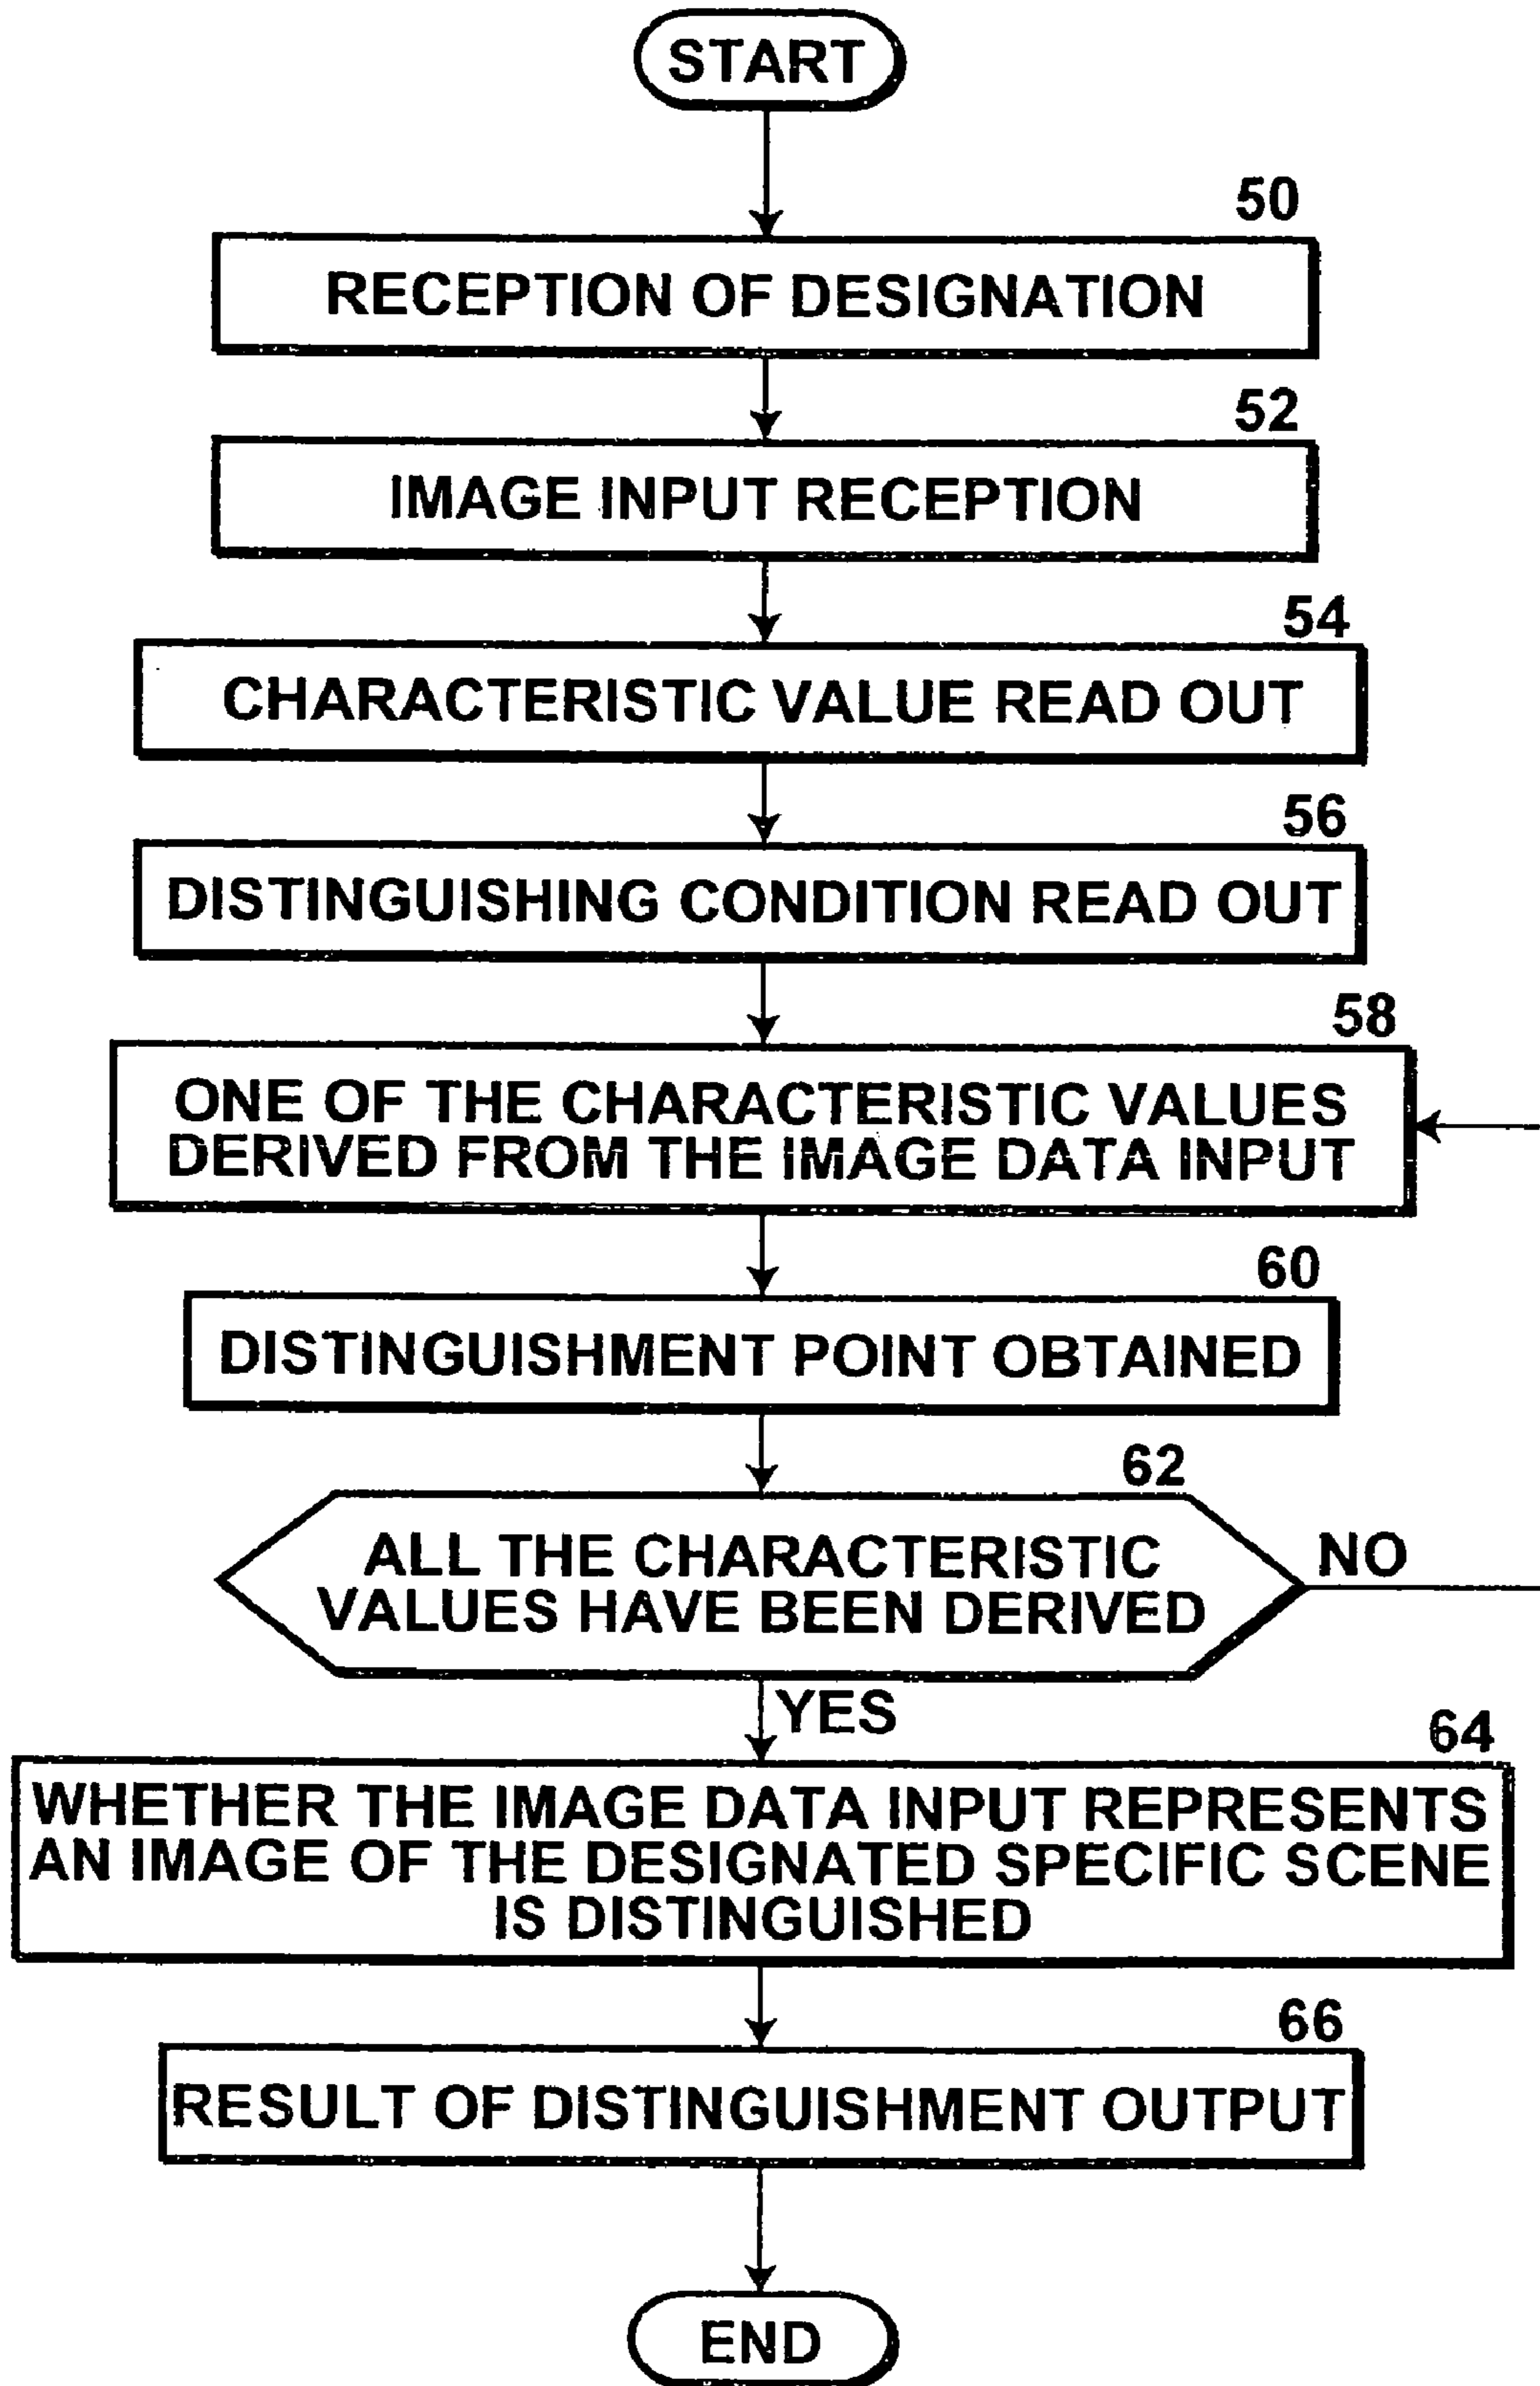 START
50
RECEPTION OF DESIGNATION
52
IMAGE INPUT RECEPTION
54
CHARACTERISTIC VALUE READ OUT
56
DISTINGUISHING CONDITION READ OUT
58
ONE OF THE CHARACTERISTIC VALUES
DERIVED FROM THE IMAGE DATA INPUT
60
DISTINGUISHMENT POINT OBTAINED
62
ALL THE CHARACTERISTIC
VALUES HAVE BEEN DERIVED
NO
YES
64
WHETHER THE IMAGE DATA INPUT REPRESENTS
AN IMAGE OF THE DESIGNATED SPECIFIC SCENE
IS DISTINGUISHED
66
RESULT OF DISTINGUISHMENT OUTPUT
END